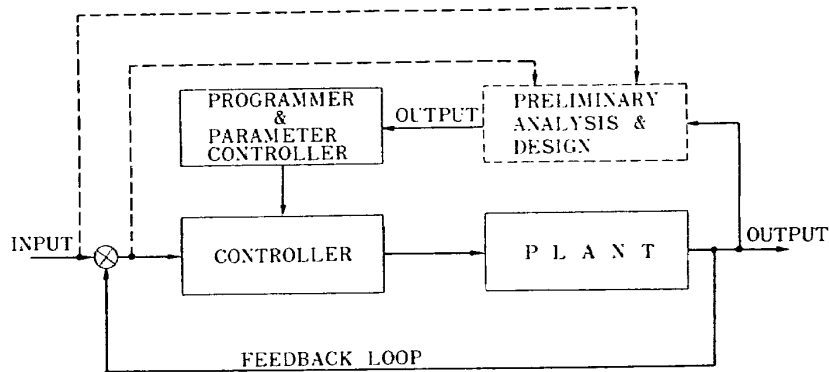 PROGRAMMER
&
PARAMETER
CONTROLLER
OUTPUT
PRELIMINARY
ANALYSIS &
DESIGN
INPUT
CONTROLLER
P L A N T
OUTPUT
FEEDBACK LOOP